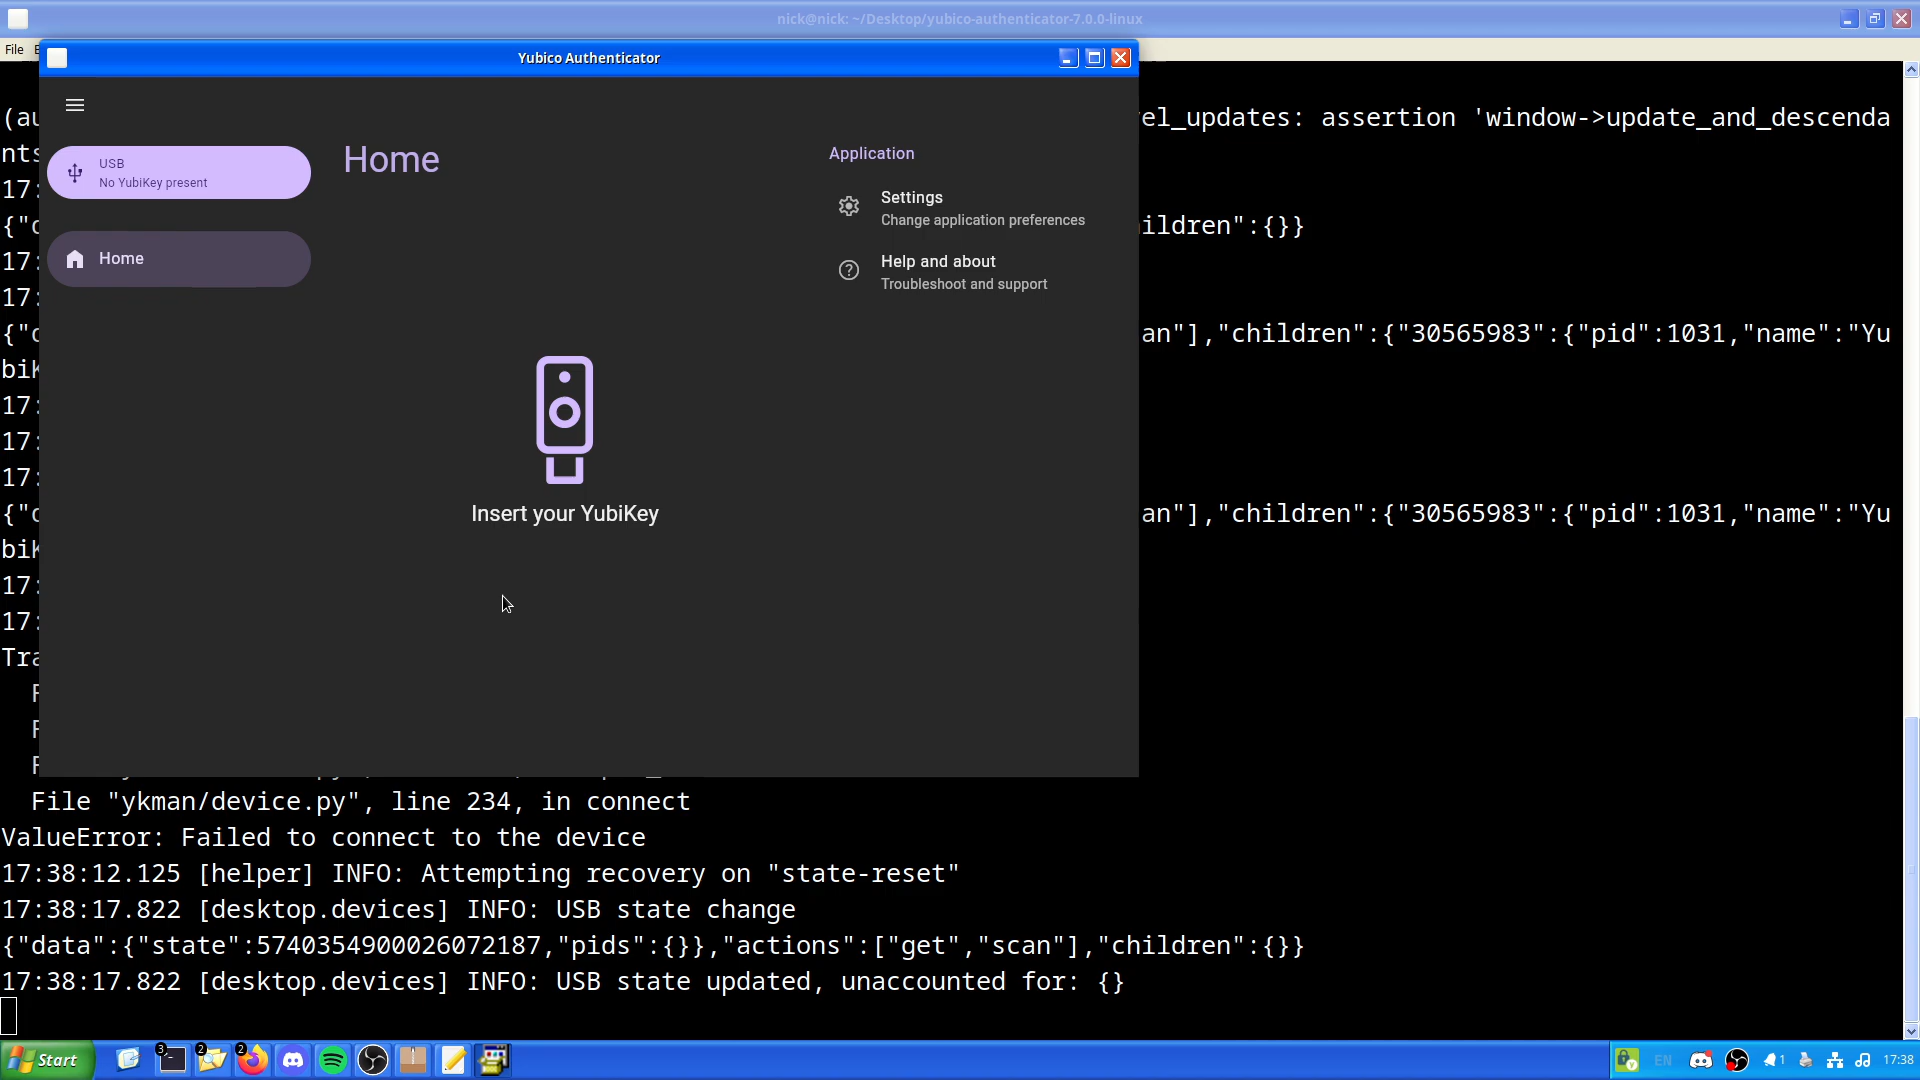 nick@nick: ~/Desktop/yubico-authenticator-7.0.0-linux
File
Yubico Authenticator
USB
No YubiKey present
Home
Home
Application
Settings
Change application preferences
Help and about
Troubleshoot and support
Insert your YubiKey
(au
el_updates: assertion 'window->update_and_descenda
nts
17:
{"d
ildren":{}}
17:
17:
{"d
an"],"children":{"30565983":{"pid":1031,"name":"Yu
biK
17:
17:
17:
{"d
an"],"children":{"30565983":{"pid":1031,"name":"Yu
biK
17:
17:
Tra
File "ykman/device.py", line 234, in connect
ValueError: Failed to connect to the device
17:38:12.125 [helper] INFO: Attempting recovery on "state-reset"
17:38:17.822 [desktop.devices] INFO: USB state change
{"data":{"state":5740354900026072187,"pids":{}},"actions":["get","scan"],"children":{}}
17:38:17.822 [desktop.devices] INFO: USB state updated, unaccounted for: {}
Start
3
2
2
EN
1
17:38